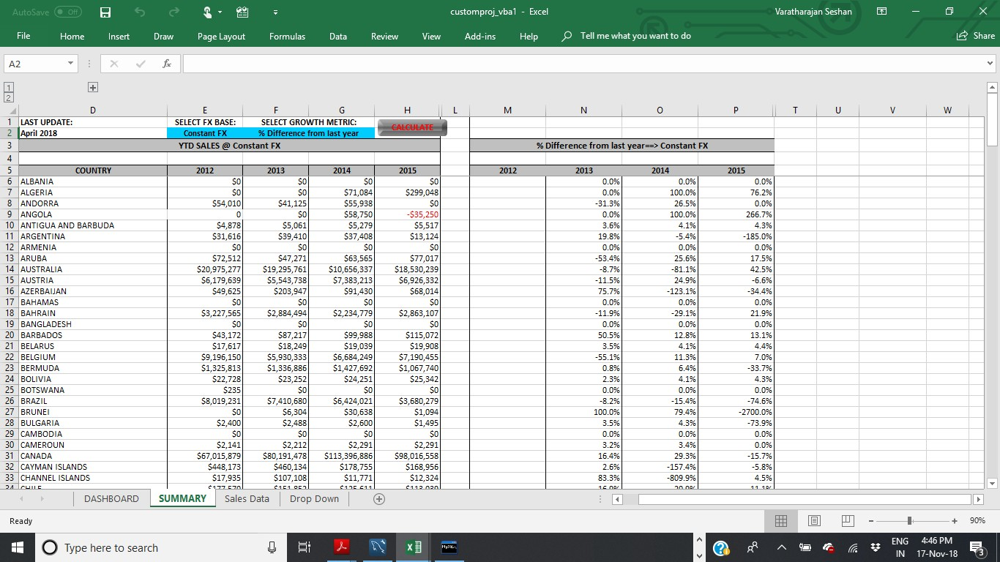 AutoSave Off customproj_vba1 - Excel Varatharajan Seshan
File Home Insert Draw Page Layout Formulas Data Review View Add-ins Help Tell me what you want to do Share
A2 fx
1
2
D E F G H L M N O P T U V W
1 LAST UPDATE: SELECT FX BASE: SELECT GROWTH METRIC: CALCULATE
2 April 2018 Constant FX % Difference from last year
3 YTD SALES @ Constant FX % Difference from last year==> Constant FX
4
5 COUNTRY 2012 2013 2014 2015 2012 2013 2014 2015
6 ALBANIA $0 $0 $0 $0 0.0% 0.0% 0.0%
7 ALGERIA $0 $0 $71,084 $299,048 0.0% 100.0% 76.2%
8 ANDORRA $54,010 $41,125 $55,938 $0 -31.3% 26.5% 0.0%
9 ANGOLA 0 $0 $58,750 -$35,250 0.0% 100.0% 266.7%
10 ANTIGUA AND BARBUDA $4,878 $5,061 $5,279 $5,517 3.6% 4.1% 4.3%
11 ARGENTINA $31,616 $39,410 $37,408 $13,124 19.8% -5.4% -185.0%
12 ARMENIA $0 $0 $0 $0 0.0% 0.0% 0.0%
13 ARUBA $72,512 $47,271 $63,565 $77,017 -53.4% 25.6% 17.5%
14 AUSTRALIA $20,975,277 $19,295,761 $10,656,337 $18,530,239 -8.7% -81.1% 42.5%
15 AUSTRIA $6,179,639 $5,543,738 $7,383,213 $6,926,332 -11.5% 24.9% -6.6%
16 AZERBAIJAN $49,625 $203,947 $91,430 $68,014 75.7% -123.1% -34.4%
17 BAHAMAS $0 $0 $0 $0 0.0% 0.0% 0.0%
18 BAHRAIN $3,227,565 $2,884,494 $2,234,779 $2,863,107 -11.9% -29.1% 21.9%
19 BANGLADESH $0 $0 $0 $0 0.0% 0.0% 0.0%
20 BARBADOS $43,172 $87,217 $99,988 $115,072 50.5% 12.8% 13.1%
21 BELARUS $17,617 $18,249 $19,039 $19,908 3.5% 4.1% 4.4%
22 BELGIUM $9,196,150 $5,930,333 $6,684,249 $7,190,455 -55.1% 11.3% 7.0%
23 BERMUDA $1,325,813 $1,336,886 $1,427,692 $1,067,740 0.8% 6.4% -33.7%
24 BOLIVIA $22,728 $23,252 $24,251 $25,342 2.3% 4.1% 4.3%
25 BOTSWANA $235 $0 $0 $0 0.0% 0.0% 0.0%
26 BRAZIL $8,019,231 $7,410,680 $6,424,021 $3,680,279 -8.2% -15.4% -74.6%
27 BRUNEI $0 $6,304 $30,638 $1,094 100.0% 79.4% -2700.0%
28 BULGARIA $2,400 $2,488 $2,600 $1,495 3.5% 4.3% -73.9%
29 CAMBODIA $0 $0 $0 $0 0.0% 0.0% 0.0%
30 CAMEROUN $2,141 $2,212 $2,291 $2,291 3.2% 3.4% 0.0%
31 CANADA $67,015,879 $80,191,478 $113,396,886 $98,016,558 16.4% 29.3% -15.7%
32 CAYMAN ISLANDS $448,173 $460,134 $178,755 $168,956 2.6% -157.4% -5.8%
33 CHANNEL ISLANDS $17,935 $107,108 $11,771 $12,324 83.3% -809.9% 4.5%
34 CHILE
DASHBOARD SUMMARY Sales Data Drop Down
Ready 90%
Type here to search MySQL ENG 4:46 PM
IN 17-Nov-18 3